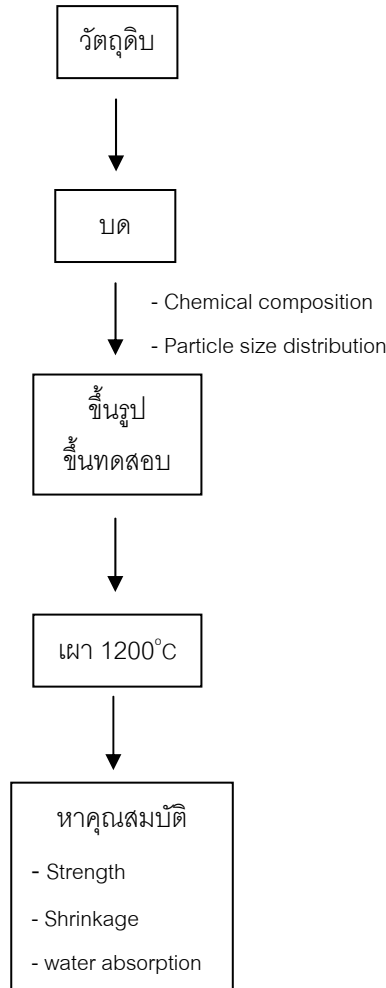 วัตถุดิบ
บด
- Chemical composition
- Particle size distribution
ขึ้นรูป
ขึ้นทดสอบ
เผา 1200°C
หาคุณสมบัติ
- Strength
- Shrinkage
- water absorption